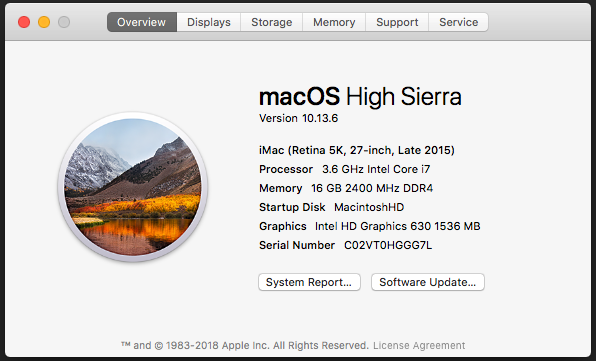 Overview Displays Storage Memory Support Service
macOS High Sierra
Version 10.13.6
iMac (Retina 5K, 27-inch, Late 2015)
Processor 3.6 GHz Intel Core i7
Memory 16 GB 2400 MHz DDR4
Startup Disk MacintoshHD
Graphics Intel HD Graphics 630 1536 MB
Serial Number C02VT0HGGG7L
System Report... Software Update...
™ and © 1983-2018 Apple Inc. All Rights Reserved. License Agreement